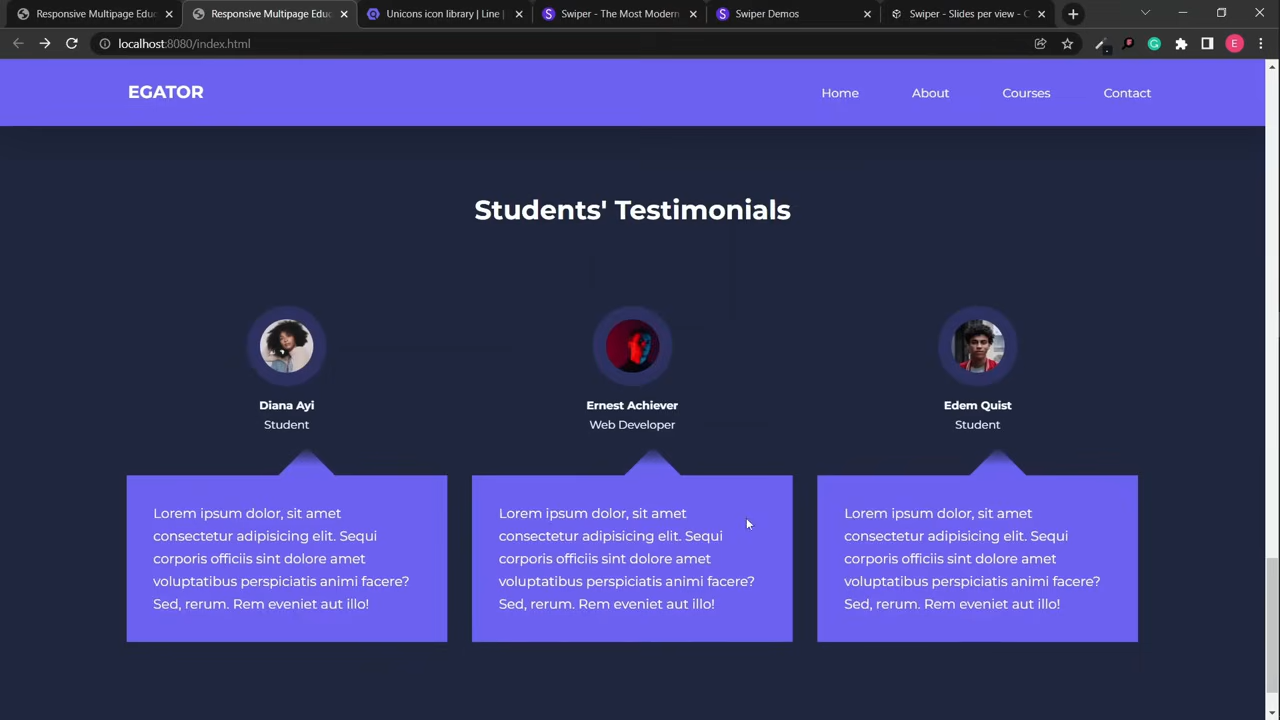 Responsive Multipage Educ
Responsive Multipage Educ
Unicons icon library | Line |
Swiper - The Most Modern
Swiper Demos
Swiper - Slides per view - C
localhost:8080/index.html
E
EGATOR
Home
About
Courses
Contact
Students' Testimonials
Diana Ayi
Student
Ernest Achiever
Web Developer
Edem Quist
Student
Lorem ipsum dolor, sit amet
consectetur adipisicing elit. Sequi
corporis officiis sint dolore amet
voluptatibus perspiciatis animi facere?
Sed, rerum. Rem eveniet aut illo!
Lorem ipsum dolor, sit amet
consectetur adipisicing elit. Sequi
corporis officiis sint dolore amet
voluptatibus perspiciatis animi facere?
Sed, rerum. Rem eveniet aut illo!
Lorem ipsum dolor, sit amet
consectetur adipisicing elit. Sequi
corporis officiis sint dolore amet
voluptatibus perspiciatis animi facere?
Sed, rerum. Rem eveniet aut illo!